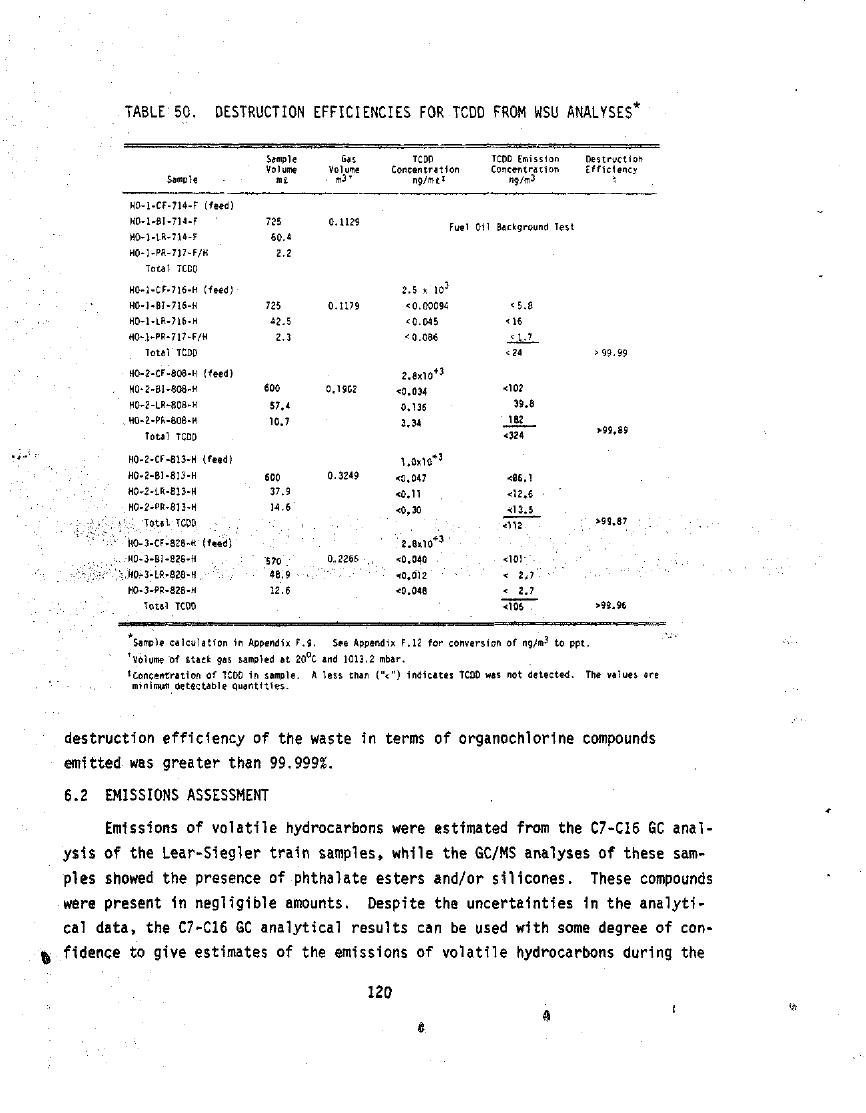 TABLE 50. DESTRUCTION EFFICIENCIES FOR TCDD FROM WSU ANALYSES*
Sample Gas TCDD TCDD Emission Destruction
Volume Volume Concentration Concentration Efficiency
Sample mℓ m³† ng/mℓ‡ ng/m³ %
HO-1-CF-714-F (feed)
HO-1-BI-714-F 725 0.1129 Fuel Oil Background Test
HO-1-LR-714-F 60.4
HO-1-PR-717-F/H 2.2
Total TCDD
HO-1-CF-716-H (feed) 2.5 x 10³
HO-1-BI-716-H 725 0.1179 <0.00094 <5.8
HO-1-LR-716-H 42.5 <0.045 <16
HO-1-PR-717-F/H 2.3 <0.086 <1.7
Total TCDD <24 >99.99
HO-2-CF-808-H (feed) 2.8x10⁺³
HO-2-BI-808-H 600 0.1902 <0.034 <102
HO-2-LR-808-H 57.4 0.135 39.8
HO-2-PR-808-H 10.7 3.34 182
Total TCDD <324 >99.89
HO-2-CF-813-H (feed) 1.0x10⁺³
HO-2-BI-813-H 600 0.3249 <0.047 <86.1
HO-2-LR-813-H 37.9 <0.11 <12.6
HO-2-PR-813-H 14.6 <0.30 <13.5
Total TCDD <112 >99.87
HO-3-CF-828-H (feed) 2.8x10⁺³
HO-3-BI-828-H 570 0.2265 <0.040 <101
HO-3-LR-828-H 48.9 <0.012 < 2.7
HO-3-PR-828-H 12.6 <0.048 < 2.7
Total TCDD <106 >99.96
*Sample calculation in Appendix F.9. See Appendix F.12 for conversion of ng/m³ to ppt.
†Volume of stack gas sampled at 20°C and 1013.2 mbar.
‡Concentration of TCDD in sample. A less than ("<") indicates TCDD was not detected. The values are
minimum detectable quantities.
destruction efficiency of the waste in terms of organochlorine compounds
emitted was greater than 99.999%.
6.2 EMISSIONS ASSESSMENT
Emissions of volatile hydrocarbons were estimated from the C7-C16 GC anal-
ysis of the Lear-Siegler train samples, while the GC/MS analyses of these sam-
ples showed the presence of phthalate esters and/or silicones. These compounds
were present in negligible amounts. Despite the uncertainties in the analyti-
cal data, the C7-C16 GC analytical results can be used with some degree of con-
fidence to give estimates of the emissions of volatile hydrocarbons during the
120